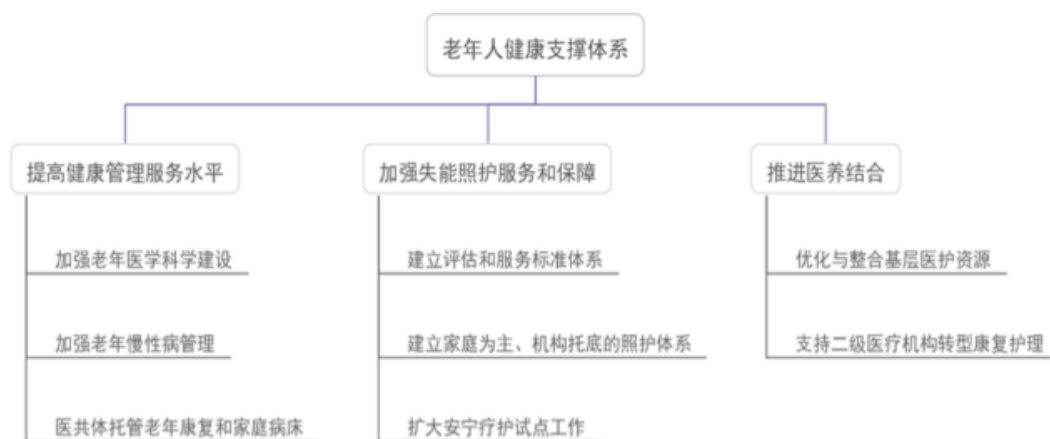 老年人健康支撑体系
提高健康管理服务水平
加强老年医学科学建设
加强老年慢性病管理
医共体托管老年康复和家庭病床
加强失能照护服务和保障
建立评估和服务标准体系
建立家庭为主、机构托底的照护体系
扩大安宁疗护试点工作
推进医养结合
优化与整合基层医护资源
支持二级医疗机构转型康复护理